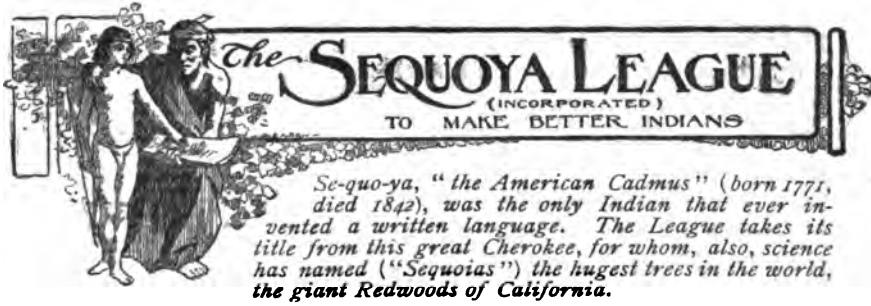 The SEQUOYA LEAGUE
(INCORPORATED)
TO MAKE BETTER INDIANS
Se-quo-ya, "the American Cadmus" (born 1771,
died 1842), was the only Indian that ever in-
vented a written language. The League takes its
title from this great Cherokee, for whom, also, science
has named ("Sequoias") the hugest trees in the world,
the giant Redwoods of California.